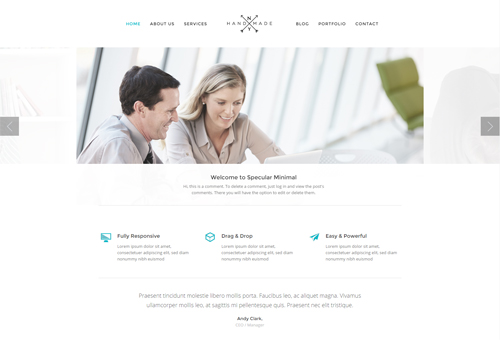 HOME ABOUT US SERVICES HANDMADE NY BLOG PORTFOLIO CONTACT
Welcome to Specular Minimal
Hi, this is a comment. To delete a comment, just log in and view the post's
comments. There you will have the option to edit or delete them.
Fully Responsive
Lorem ipsum dolor sit amet,
consectetuer adipiscing elit, sed diam
nonummy nibh euismod
Drag & Drop
Lorem ipsum dolor sit amet,
consectetuer adipiscing elit, sed diam
nonummy nibh euismod
Easy & Powerful
Lorem ipsum dolor sit amet,
consectetuer adipiscing elit, sed diam
nonummy nibh euismod
Praesent tincidunt molestie libero mollis porta. Faucibus leo, ac aliquet magna. Vivamus
ullamcorper mollis leo, at sagittis mi pellentesque quis. Praesent nec elit tristique.
Andy Clark,
CEO / Manager